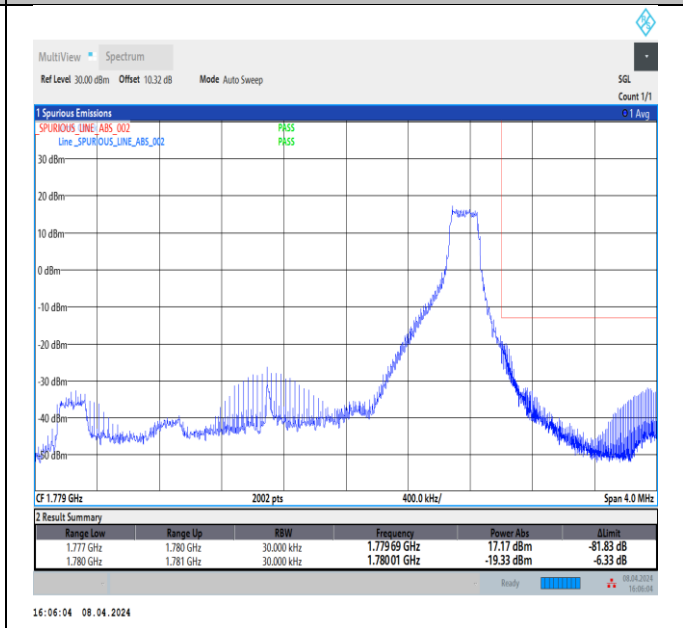 MultiView Spectrum
Ref Level 30.00 dBm Offset 10.32 dB Mode Auto Sweep SGL
Count 1/1
1 Spurious Emissions 1 Avg
_SPURIOUS_LINE_ABS_002 PASS
Line _SPURIOUS_LINE_ABS_002 PASS
30 dBm
20 dBm
10 dBm
0 dBm
-10 dBm
-20 dBm
-30 dBm
-40 dBm
-50 dBm
CF 1.779 GHz 2002 pts 400.0 kHz/ Span 4.0 MHz
2 Result Summary
Range Low Range Up RBW Frequency Power Abs ΔLimit
1.777 GHz 1.780 GHz 30.000 kHz 1.77969 GHz 17.17 dBm -81.83 dB
1.780 GHz 1.781 GHz 30.000 kHz 1.78001 GHz -19.33 dBm -6.33 dB
Ready 08.04.2024
16:06:04
16:06:04 08.04.2024